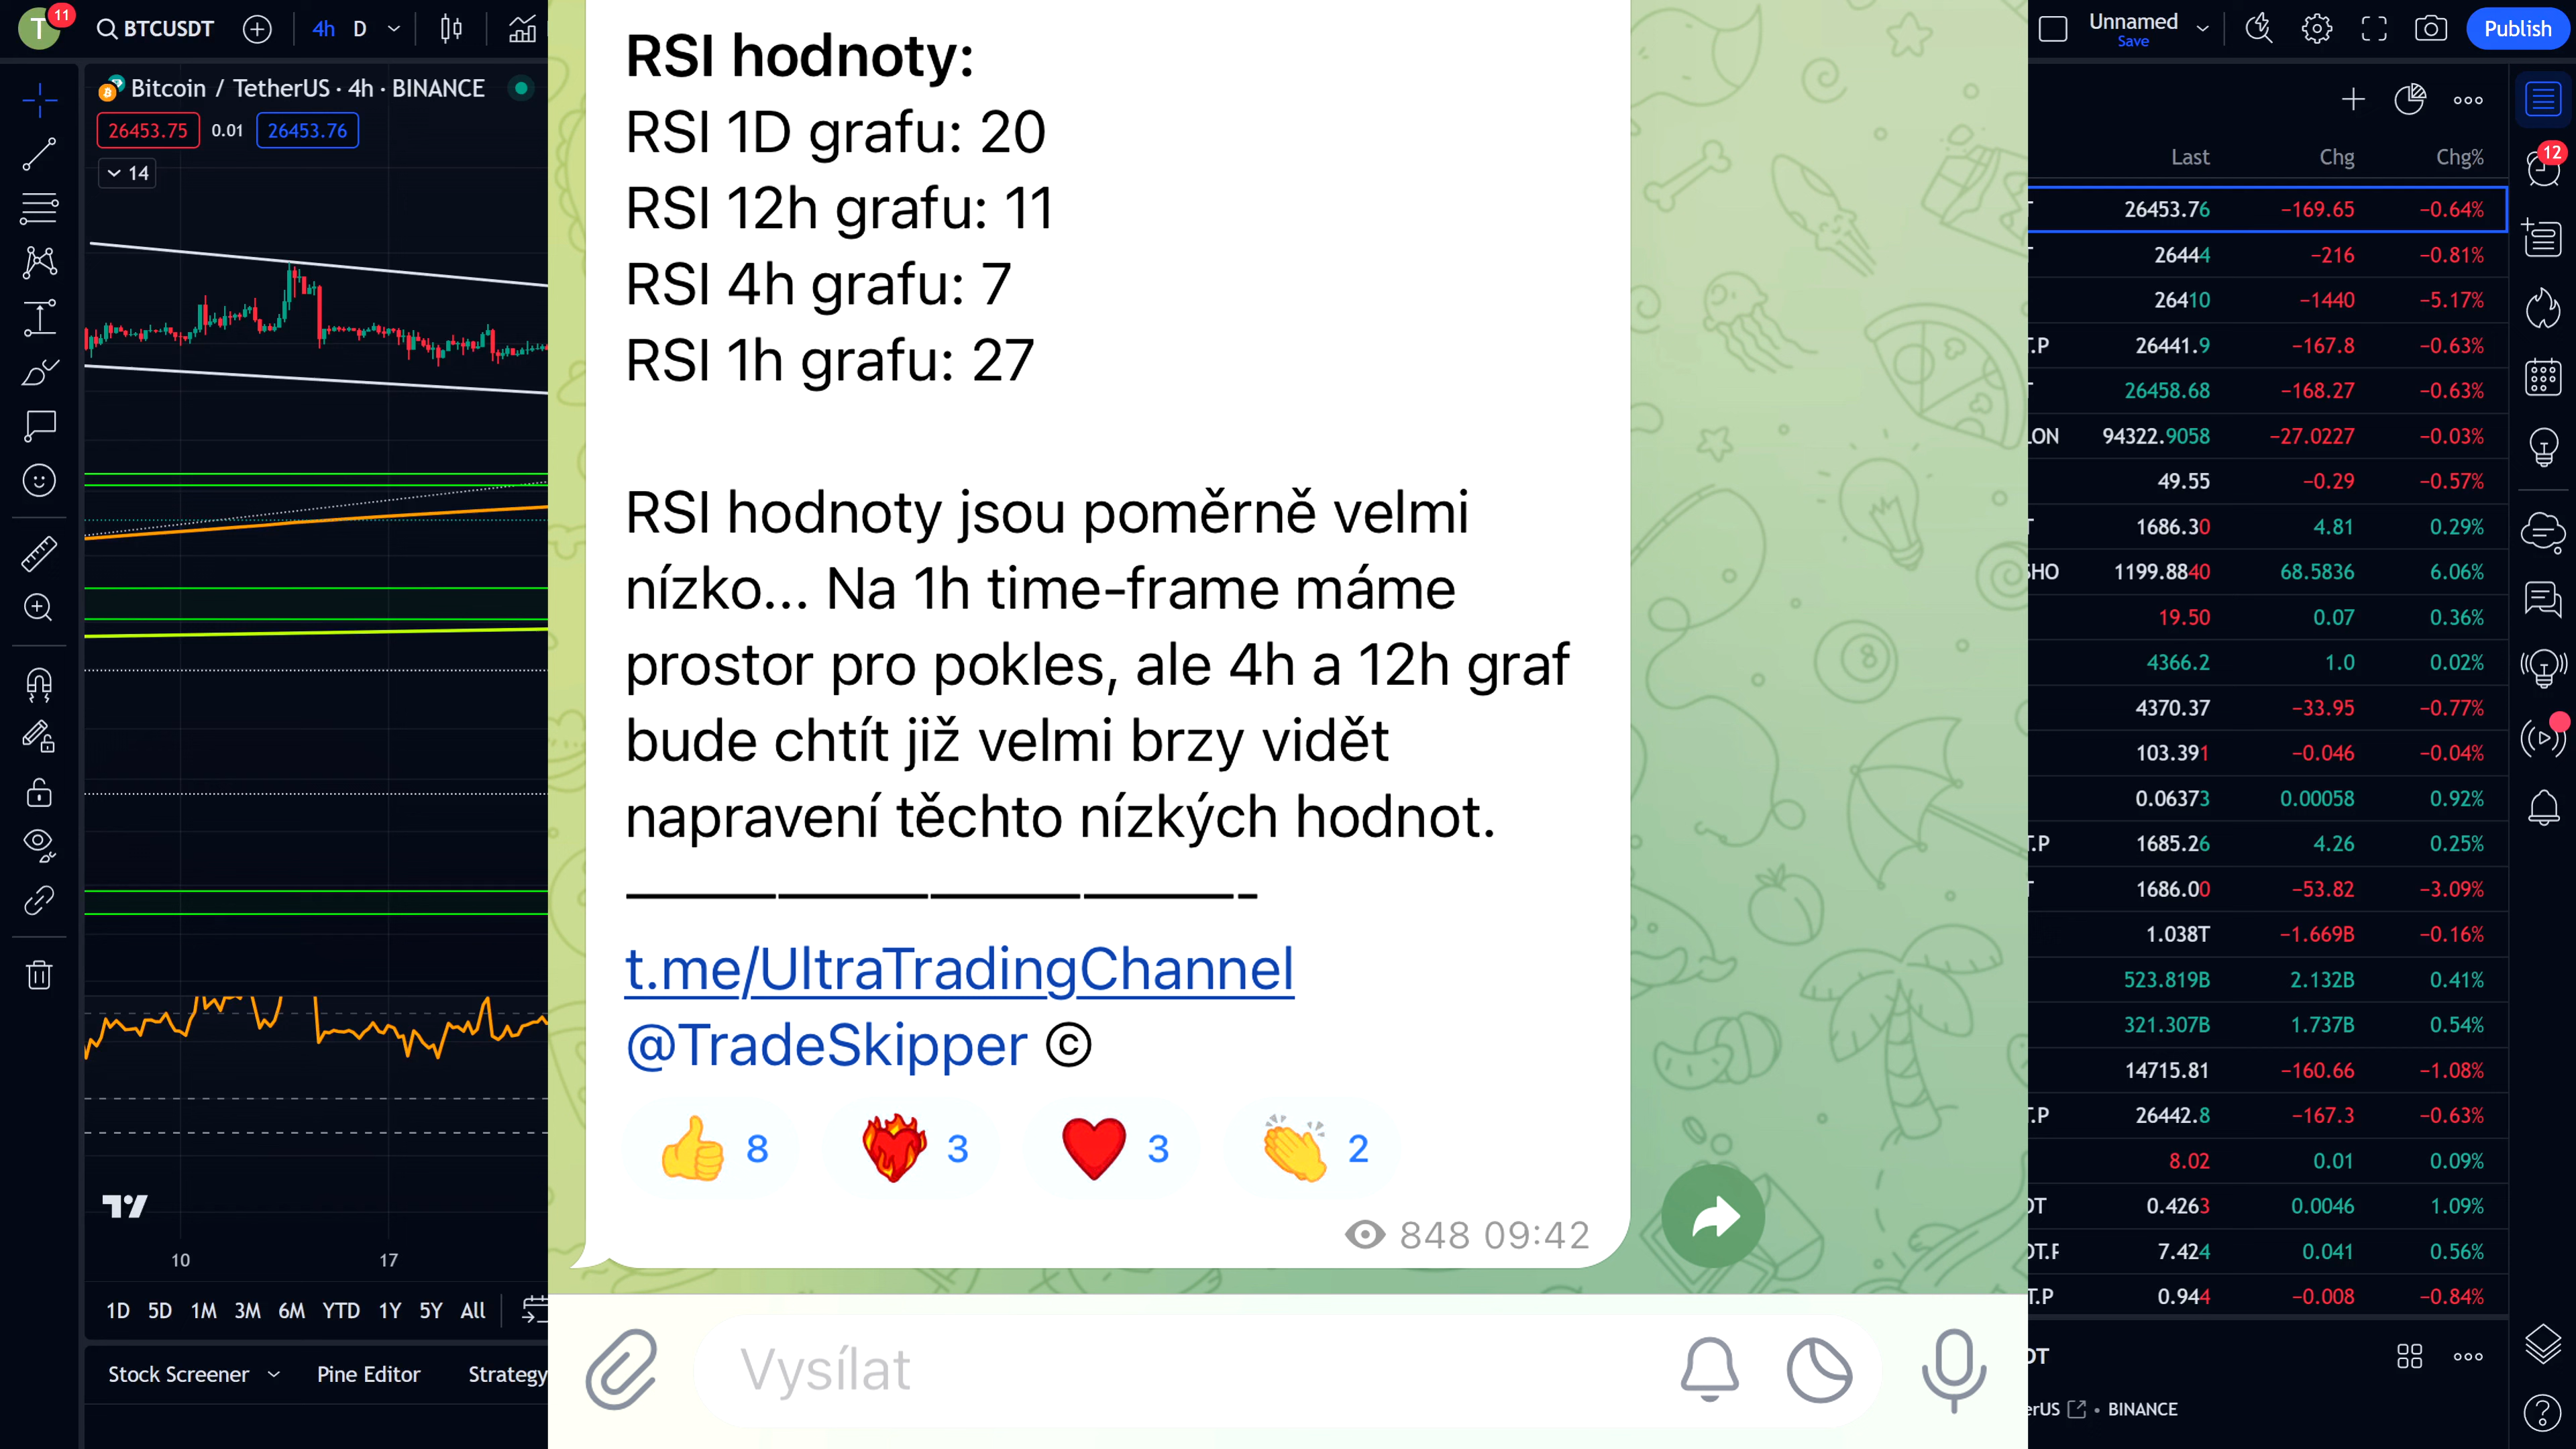 T
11
BTCUSDT
4h
D
Bitcoin / TetherUS · 4h · BINANCE
26453.75
0.01
26453.76
14
10
17
1D 5D 1M 3M 6M YTD 1Y 5Y All
Stock Screener
Pine Editor
Strategy
RSI hodnoty:
RSI 1D grafu: 20
RSI 12h grafu: 11
RSI 4h grafu: 7
RSI 1h grafu: 27
RSI hodnoty jsou poměrně velmi
nízko... Na 1h time-frame máme
prostor pro pokles, ale 4h a 12h graf
bude chtít již velmi brzy vidět
napravení těchto nízkých hodnot.
————————-
t.me/UltraTradingChannel
@TradeSkipper ©
👍 8 ❤️‍🔥 3 ❤️ 3 👏 2
848 09:42
Vysílat
Unnamed
Save
Publish
12
Last Chg Chg%
T 26453.76 −169.65 −0.64%
T 26444 −216 −0.81%
26410 −1440 −5.17%
T.P 26441.9 −167.8 −0.63%
T 26458.68 −168.27 −0.63%
LON 94322.9058 −27.0227 −0.03%
49.55 −0.29 −0.57%
T 1686.30 4.81 0.29%
SHO 1199.8840 68.5836 6.06%
19.50 0.07 0.36%
4366.2 1.0 0.02%
4370.37 −33.95 −0.77%
103.391 −0.046 −0.04%
0.06373 0.00058 0.92%
T.P 1685.26 4.26 0.25%
T 1686.00 −53.82 −3.09%
1.038T −1.669B −0.16%
523.819B 2.132B 0.41%
321.307B 1.737B 0.54%
14715.81 −160.66 −1.08%
T.P 26442.8 −167.3 −0.63%
8.02 0.01 0.09%
DT 0.4263 0.0046 1.09%
DT.P 7.424 0.041 0.56%
T.P 0.944 −0.008 −0.84%
DT
erUS • BINANCE